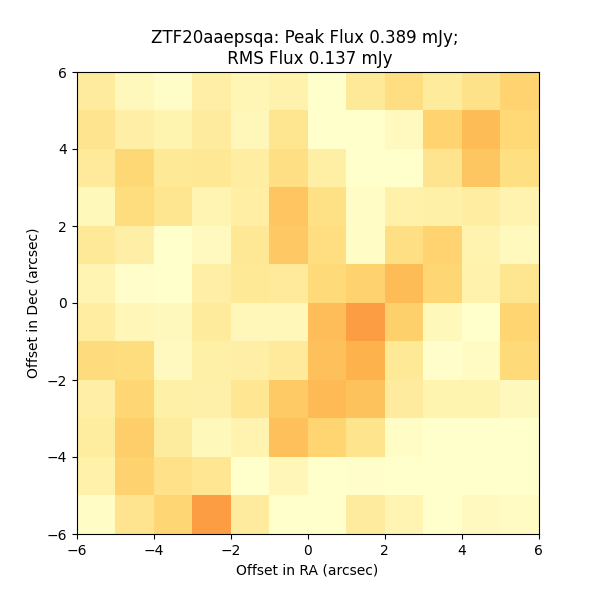 ZTF20aaepsqa: Peak Flux 0.389 mJy;
RMS Flux 0.137 mJy
6
4
2
0
−2
−4
−6
Offset in Dec (arcsec)
−6 −4 −2 0 2 4 6
Offset in RA (arcsec)